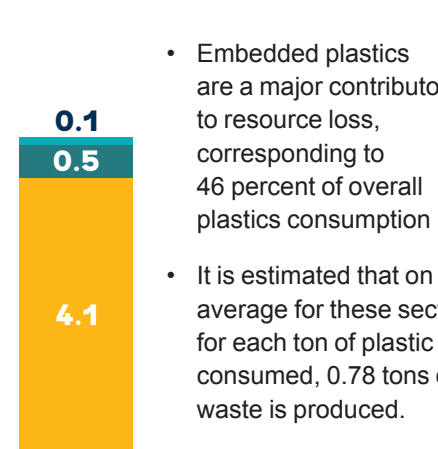 0.1
0.5
4.1
• Embedded plastics
are a major
to resource loss,
corresponding to
46 percent of overall
plastics consumption
• It is estimated that on
average for these
for each ton of plastic
consumed, 0.78 tons
waste is produced.